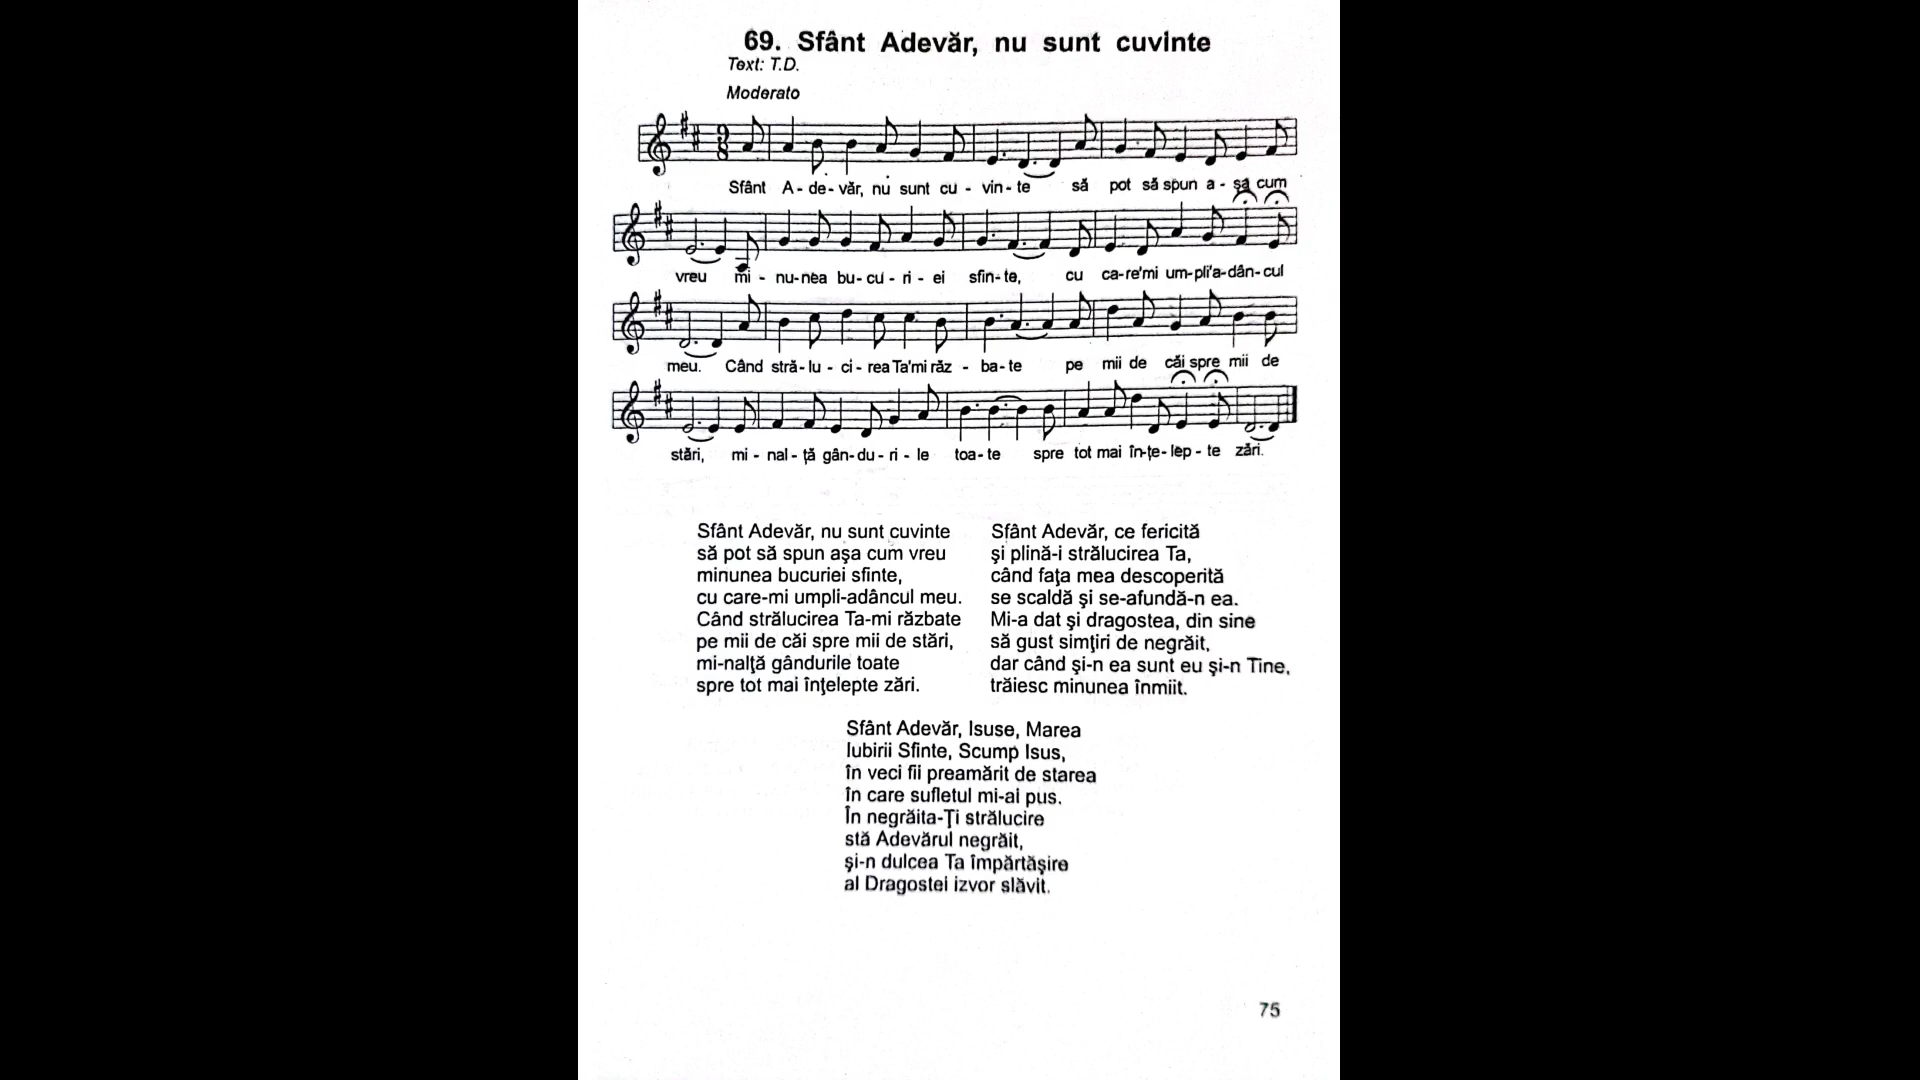 69. Sfânt Adevăr, nu sunt cuvinte
Text: T.D.
Moderato
9
8
Sfânt A - de - văr, nu sunt cu - vin - te să pot să spun a - şa cum
vreu mi - nu - nea bu - cu - ri - ei sfin - te, cu ca - re'mi um - pli'a - dân - cul
meu. Când stră - lu - ci - rea Ta'mi răz - ba - te pe mii de căi spre mii de
stări, mi - nal - ţă gân - du - ri - le toa - te spre tot mai în - ţe - lep - te zări.
Sfânt Adevăr, nu sunt cuvinte
să pot să spun aşa cum vreu
minunea bucuriei sfinte,
cu care-mi umpli-adâncul meu.
Când strălucirea Ta-mi răzbate
pe mii de căi spre mii de stări,
mi-nalţă gândurile toate
spre tot mai înţelepte zări.
Sfânt Adevăr, ce fericită
şi plină-i strălucirea Ta,
când faţa mea descoperită
se scaldă şi se-afundă-n ea.
Mi-a dat şi dragostea, din sine
să gust simţiri de negrăit,
dar când şi-n ea sunt eu şi-n Tine,
trăiesc minunea înmiit.
Sfânt Adevăr, Isuse, Marea
Iubirii Sfinte, Scump Isus,
în veci fii preamărit de starea
în care sufletul mi-ai pus.
În negrăita-Ţi strălucire
stă Adevărul negrăit,
şi-n dulcea Ta împărtăşire
al Dragostei izvor slăvit.
75